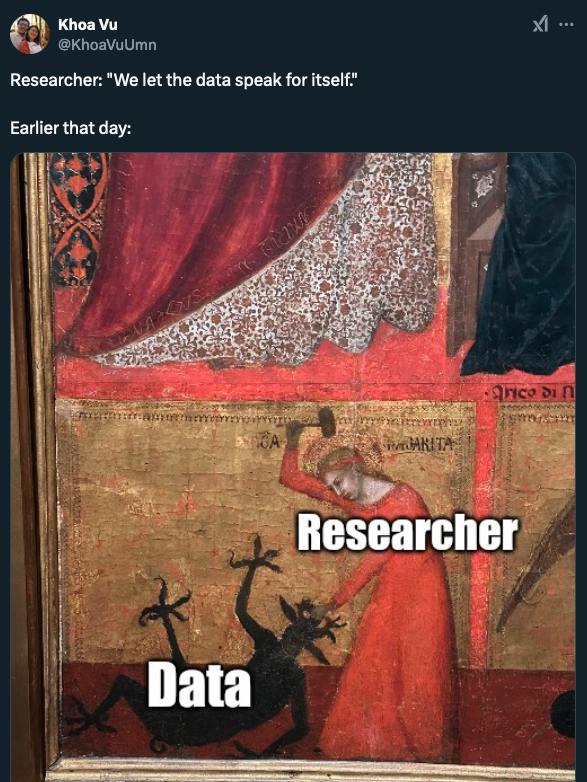 Khoa Vu
@KhoaVuUmn
Researcher: "We let the data speak for itself."
Earlier that day:
Researcher
Data